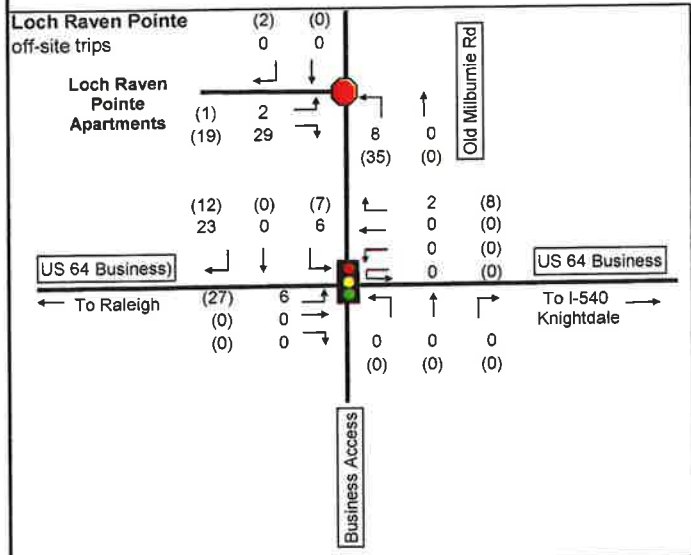 Loch Raven Pointe (2) (0)
off-site trips 0 0
Loch Raven
Pointe
Apartments
(1) 2
(19) 29
8 0
(35) (0)
Old Milburnie Rd
(12) (0) (7)
23 0 6
2 (8)
0 (0)
0 (0)
0 (0)
US 64 Business)
US 64 Business
To Raleigh
(27) 6
(0) 0
(0) 0
To I-540
Knightdale
0 0 0
(0) (0) (0)
Business Access